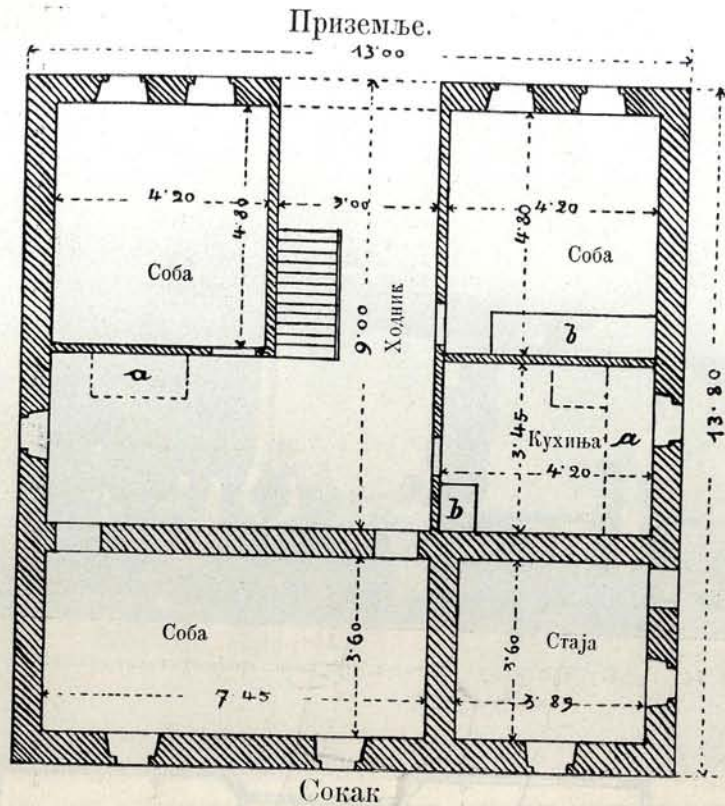 Приземље.
13·00
4·20
4·80
Соба
3·00
9·00
Ходник
4·20
4·80
Соба
b
a
3·45
Кухиња
a
4·20
b
13·80
Соба
3·60
7·45
Стаја
3·60
3·89
Сокак